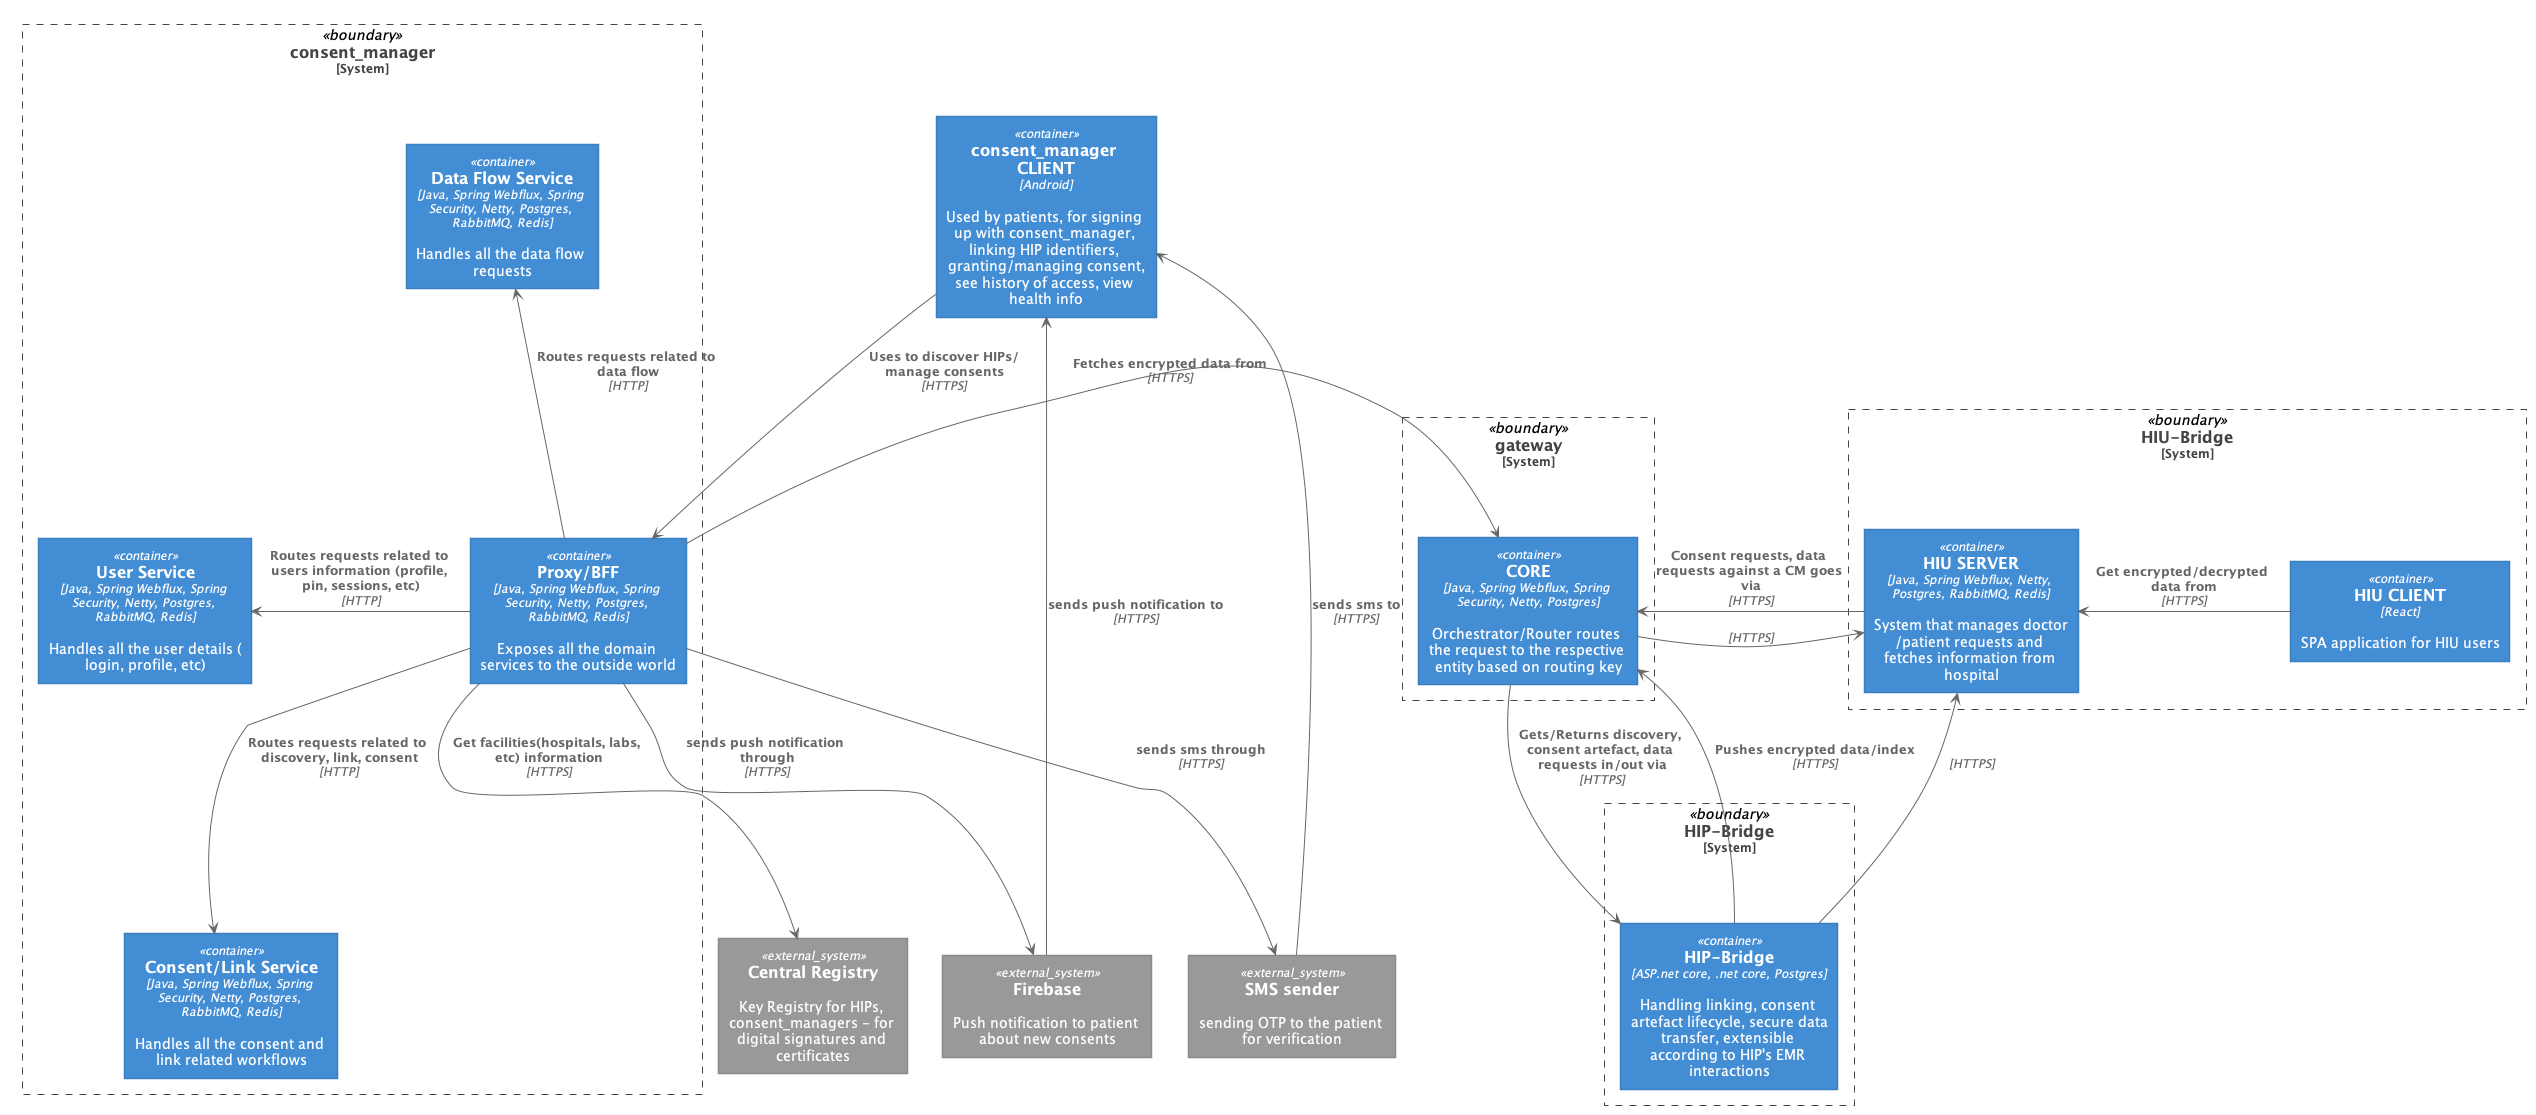 «boundary»
consent_manager
[System]
«container»
Data Flow Service
[Java, Spring Webflux, Spring
Security, Netty, Postgres,
RabbitMQ, Redis]
Handles all the data flow
requests
«container»
consent_manager
CLIENT
[Android]
Used by patients, for signing
up with consent_manager,
linking HIP identifiers,
granting/managing consent,
see history of access, view
health info
Routes requests related to
data flow
[HTTP]
Uses to discover HIPs/
manage consents
[HTTPS]
Fetches encrypted data from
[HTTPS]
«boundary»
gateway
[System]
«boundary»
HIU-Bridge
[System]
«container»
User Service
[Java, Spring Webflux, Spring
Security, Netty, Postgres,
RabbitMQ, Redis]
Handles all the user details (
login, profile, etc)
Routes requests related to
users information (profile,
pin, sessions, etc)
[HTTP]
«container»
Proxy/BFF
[Java, Spring Webflux, Spring
Security, Netty, Postgres,
RabbitMQ, Redis]
Exposes all the domain
services to the outside world
sends push notification to
[HTTPS]
sends sms to
[HTTPS]
«container»
CORE
[Java, Spring Webflux, Spring
Security, Netty, Postgres]
Orchestrator/Router routes
the request to the respective
entity based on routing key
Consent requests, data
requests against a CM goes
via
[HTTPS]
[HTTPS]
«container»
HIU SERVER
[Java, Spring Webflux, Netty,
Postgres, RabbitMQ, Redis]
System that manages doctor
/patient requests and
fetches information from
hospital
Get encrypted/decrypted
data from
[HTTPS]
«container»
HIU CLIENT
[React]
SPA application for HIU users
Routes requests related to
discovery, link, consent
[HTTP]
Get facilities(hospitals, labs,
etc) information
[HTTPS]
sends push notification
through
[HTTPS]
sends sms through
[HTTPS]
Gets/Returns discovery,
consent artefact, data
requests in/out via
[HTTPS]
Pushes encrypted data/index
[HTTPS]
[HTTPS]
«boundary»
HIP-Bridge
[System]
«container»
Consent/Link Service
[Java, Spring Webflux, Spring
Security, Netty, Postgres,
RabbitMQ, Redis]
Handles all the consent and
link related workflows
«external_system»
Central Registry
Key Registry for HIPs,
consent_managers - for
digital signatures and
certificates
«external_system»
Firebase
Push notification to patient
about new consents
«external_system»
SMS sender
sending OTP to the patient
for verification
«container»
HIP-Bridge
[ASP.net core, .net core, Postgres]
Handling linking, consent
artefact lifecycle, secure data
transfer, extensible
according to HIP's EMR
interactions